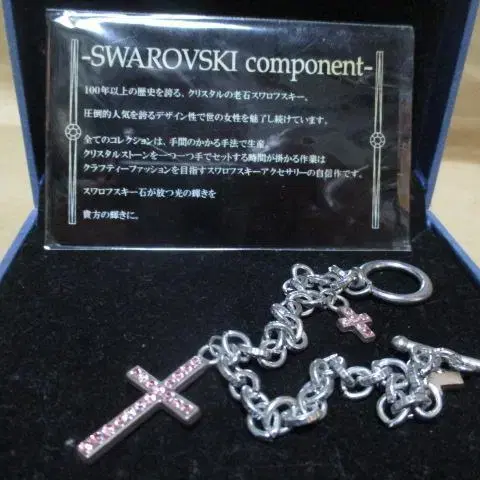 -SWAROVSKI component-
100年以上の歴史を誇る、クリスタルの老石スワロフスキー。
圧倒的人気を誇るデザイン性で世の女性を魅了し続けています。
全てのコレクションは、手間のかかる手法で生産。
クリスタルストーンを一つ一つ手でセットする時間が掛かる作業は
クラフティーファッションを目指すスワロフスキーアクセサリーの自信作です。
スワロフスキー石が放つ光の輝きを
貴方の輝きに。